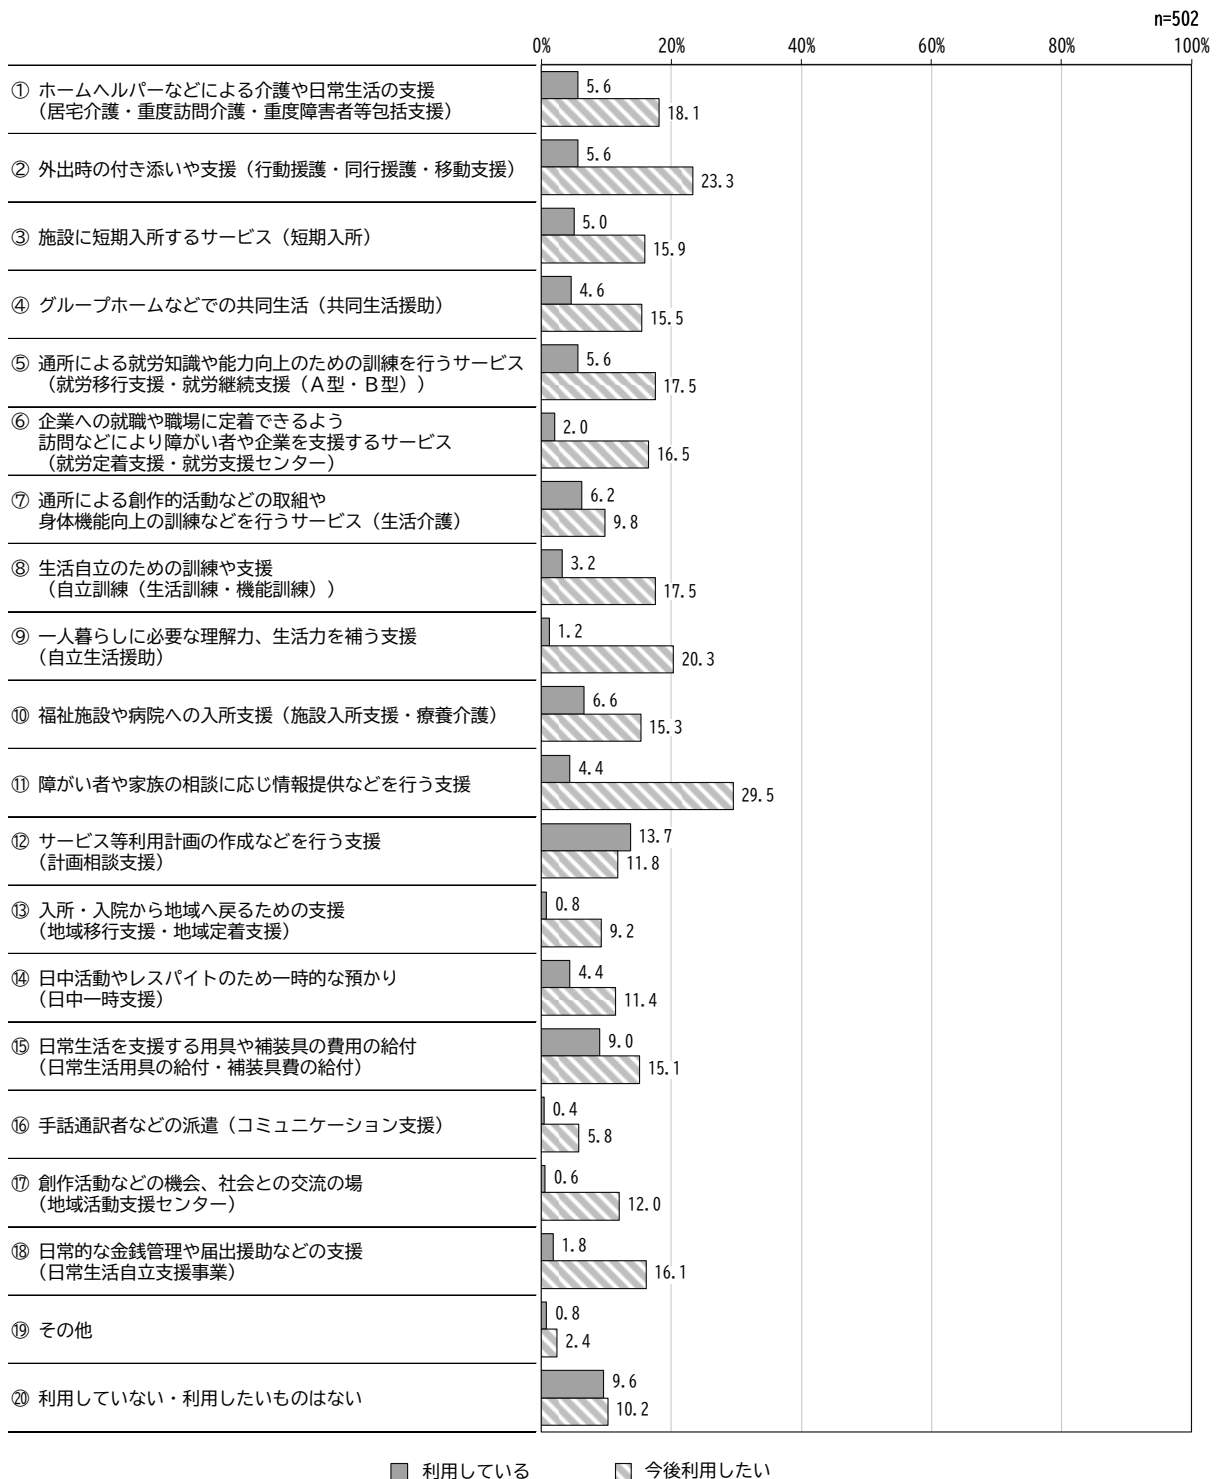 n=502
0% 20% 40% 60% 80% 100%
① ホームヘルパーなどによる介護や日常生活の支援
（居宅介護・重度訪問介護・重度障害者等包括支援）
5.6
18.1
② 外出時の付き添いや支援（行動援護・同行援護・移動支援）
5.6
23.3
③ 施設に短期入所するサービス（短期入所）
5.0
15.9
④ グループホームなどでの共同生活（共同生活援助）
4.6
15.5
⑤ 通所による就労知識や能力向上のための訓練を行うサービス
（就労移行支援・就労継続支援（Ａ型・Ｂ型））
5.6
17.5
⑥ 企業への就職や職場に定着できるよう
訪問などにより障がい者や企業を支援するサービス
（就労定着支援・就労支援センター）
2.0
16.5
⑦ 通所による創作的活動などの取組や
身体機能向上の訓練などを行うサービス（生活介護）
6.2
9.8
⑧ 生活自立のための訓練や支援
（自立訓練（生活訓練・機能訓練））
3.2
17.5
⑨ 一人暮らしに必要な理解力、生活力を補う支援
（自立生活援助）
1.2
20.3
⑩ 福祉施設や病院への入所支援（施設入所支援・療養介護）
6.6
15.3
⑪ 障がい者や家族の相談に応じ情報提供などを行う支援
4.4
29.5
⑫ サービス等利用計画の作成などを行う支援
（計画相談支援）
13.7
11.8
⑬ 入所・入院から地域へ戻るための支援
（地域移行支援・地域定着支援）
0.8
9.2
⑭ 日中活動やレスパイトのため一時的な預かり
（日中一時支援）
4.4
11.4
⑮ 日常生活を支援する用具や補装具の費用の給付
（日常生活用具の給付・補装具費の給付）
9.0
15.1
⑯ 手話通訳者などの派遣（コミュニケーション支援）
0.4
5.8
⑰ 創作活動などの機会、社会との交流の場
（地域活動支援センター）
0.6
12.0
⑱ 日常的な金銭管理や届出援助などの支援
（日常生活自立支援事業）
1.8
16.1
⑲ その他
0.8
2.4
⑳ 利用していない・利用したいものはない
9.6
10.2
利用している 今後利用したい